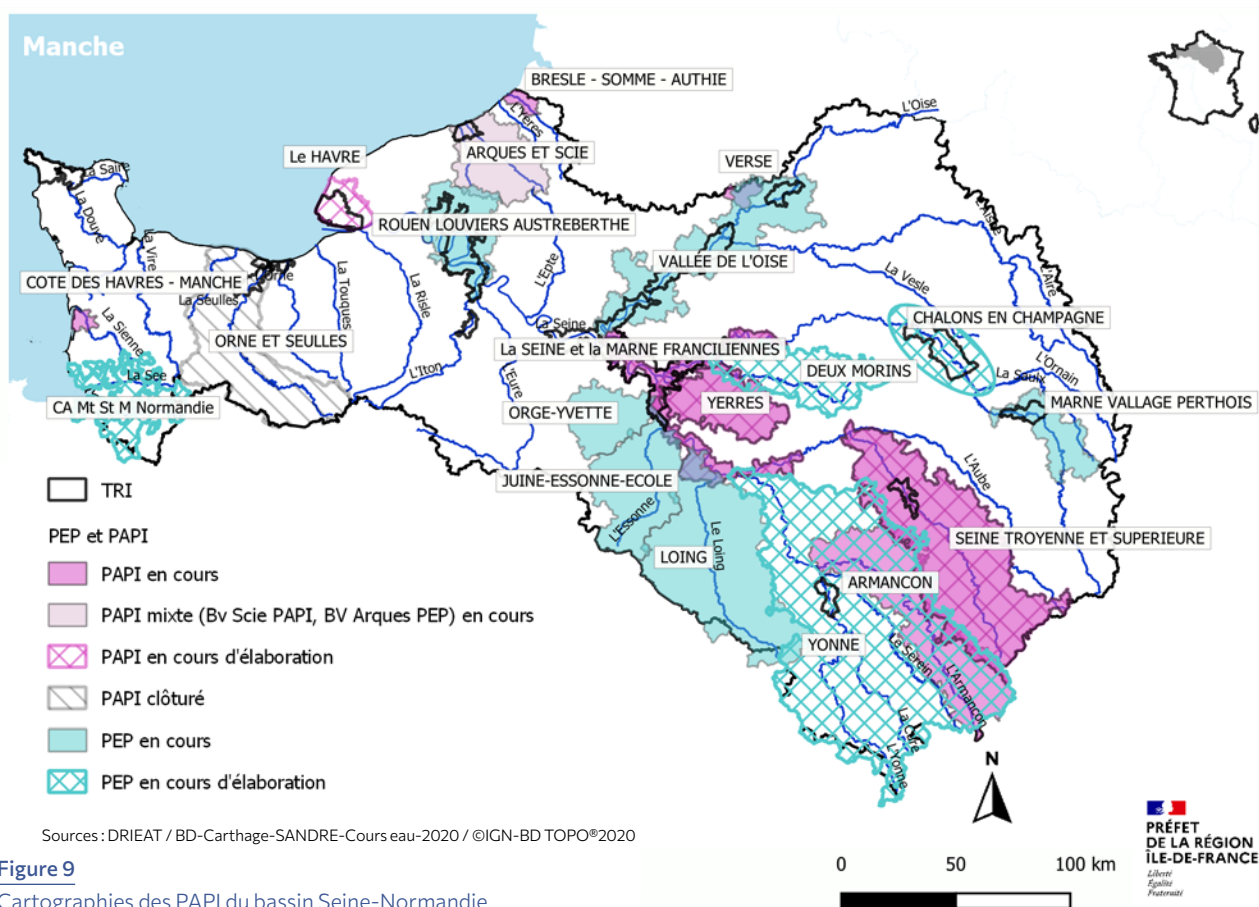 Manche
BRESLE - SOMME - AUTHIE
L'Yères
L'Oise
ARQUES ET SCIE
Le HAVRE
VERSE
La Saire
La Douve
La Vire
ROUEN LOUVIERS AUSTREBERTHE
L'Aisne
L'Epte
VALLÉE DE L'OISE
L'Aire
COTE DES HAVRES - MANCHE
L'Orne
La Seulles
La Touques
La Risle
La Vesle
La Sienne
La Seine
CHALONS EN CHAMPAGNE
ORNE ET SEULLES
La SEINE et la MARNE FRANCILIENNES
L'Ornain
La See
L'Iton
L'Eure
DEUX MORINS
La Saulx
CA Mt St M Normandie
ORGE-YVETTE
YERRES
MARNE VALLAGE PERTHOIS
JUINE-ESSONNE-ECOLE
L'Aube
L'Essonne
Le Loing
SEINE TROYENNE ET SUPERIEURE
LOING
ARMANCON
YONNE
Le Serein
L'Armancon
La Cure
L'Yonne
TRI
PEP et PAPI
PAPI en cours
PAPI mixte (Bv Scie PAPI, BV Arques PEP) en cours
PAPI en cours d'élaboration
PAPI clôturé
PEP en cours
PEP en cours d'élaboration
N
Sources : DRIEAT / BD-Carthage-SANDRE-Cours eau-2020 / ©IGN-BD TOPO®2020
0 50 100 km
PRÉFET
DE LA RÉGION
ÎLE-DE-FRANCE
Liberté
Égalité
Fraternité
Figure 9
Cartographies des PAPI du bassin Seine-Normandie